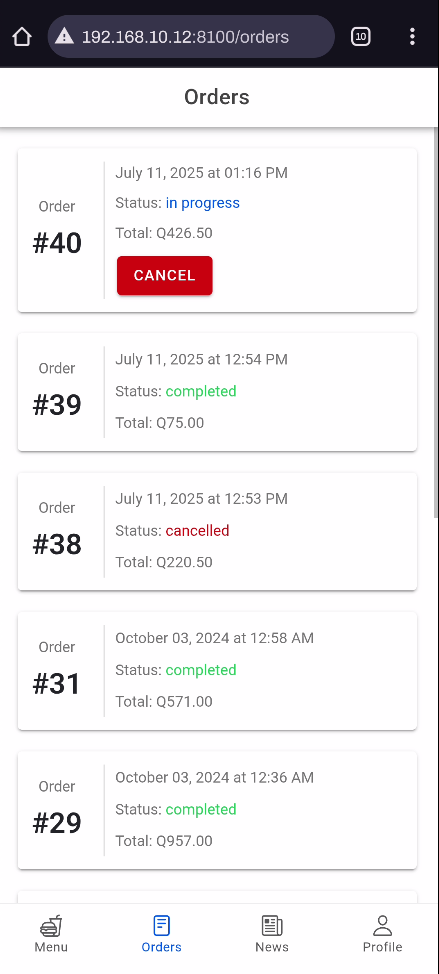 192.168.10.12:8100/orders
10
Orders
Order
#40
July 11, 2025 at 01:16 PM
Status: in progress
Total: Q426.50
CANCEL
Order
#39
July 11, 2025 at 12:54 PM
Status: completed
Total: Q75.00
Order
#38
July 11, 2025 at 12:53 PM
Status: cancelled
Total: Q220.50
Order
#31
October 03, 2024 at 12:58 AM
Status: completed
Total: Q571.00
Order
#29
October 03, 2024 at 12:36 AM
Status: completed
Total: Q957.00
Menu
Orders
News
Profile